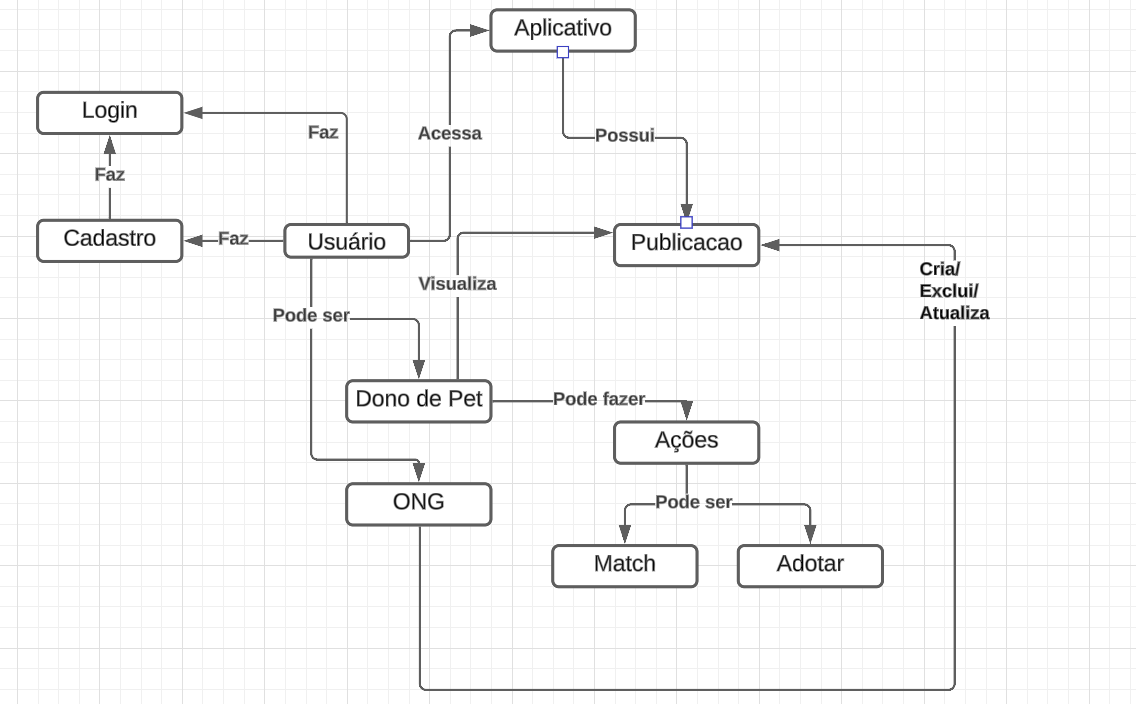 Aplicativo
Login
Faz
Acessa
Possui
Faz
Cadastro
Faz
Usuário
Publicacao
Cria/
Exclui/
Atualiza
Visualiza
Pode ser
Dono de Pet
Pode fazer
Ações
ONG
Pode ser
Match
Adotar